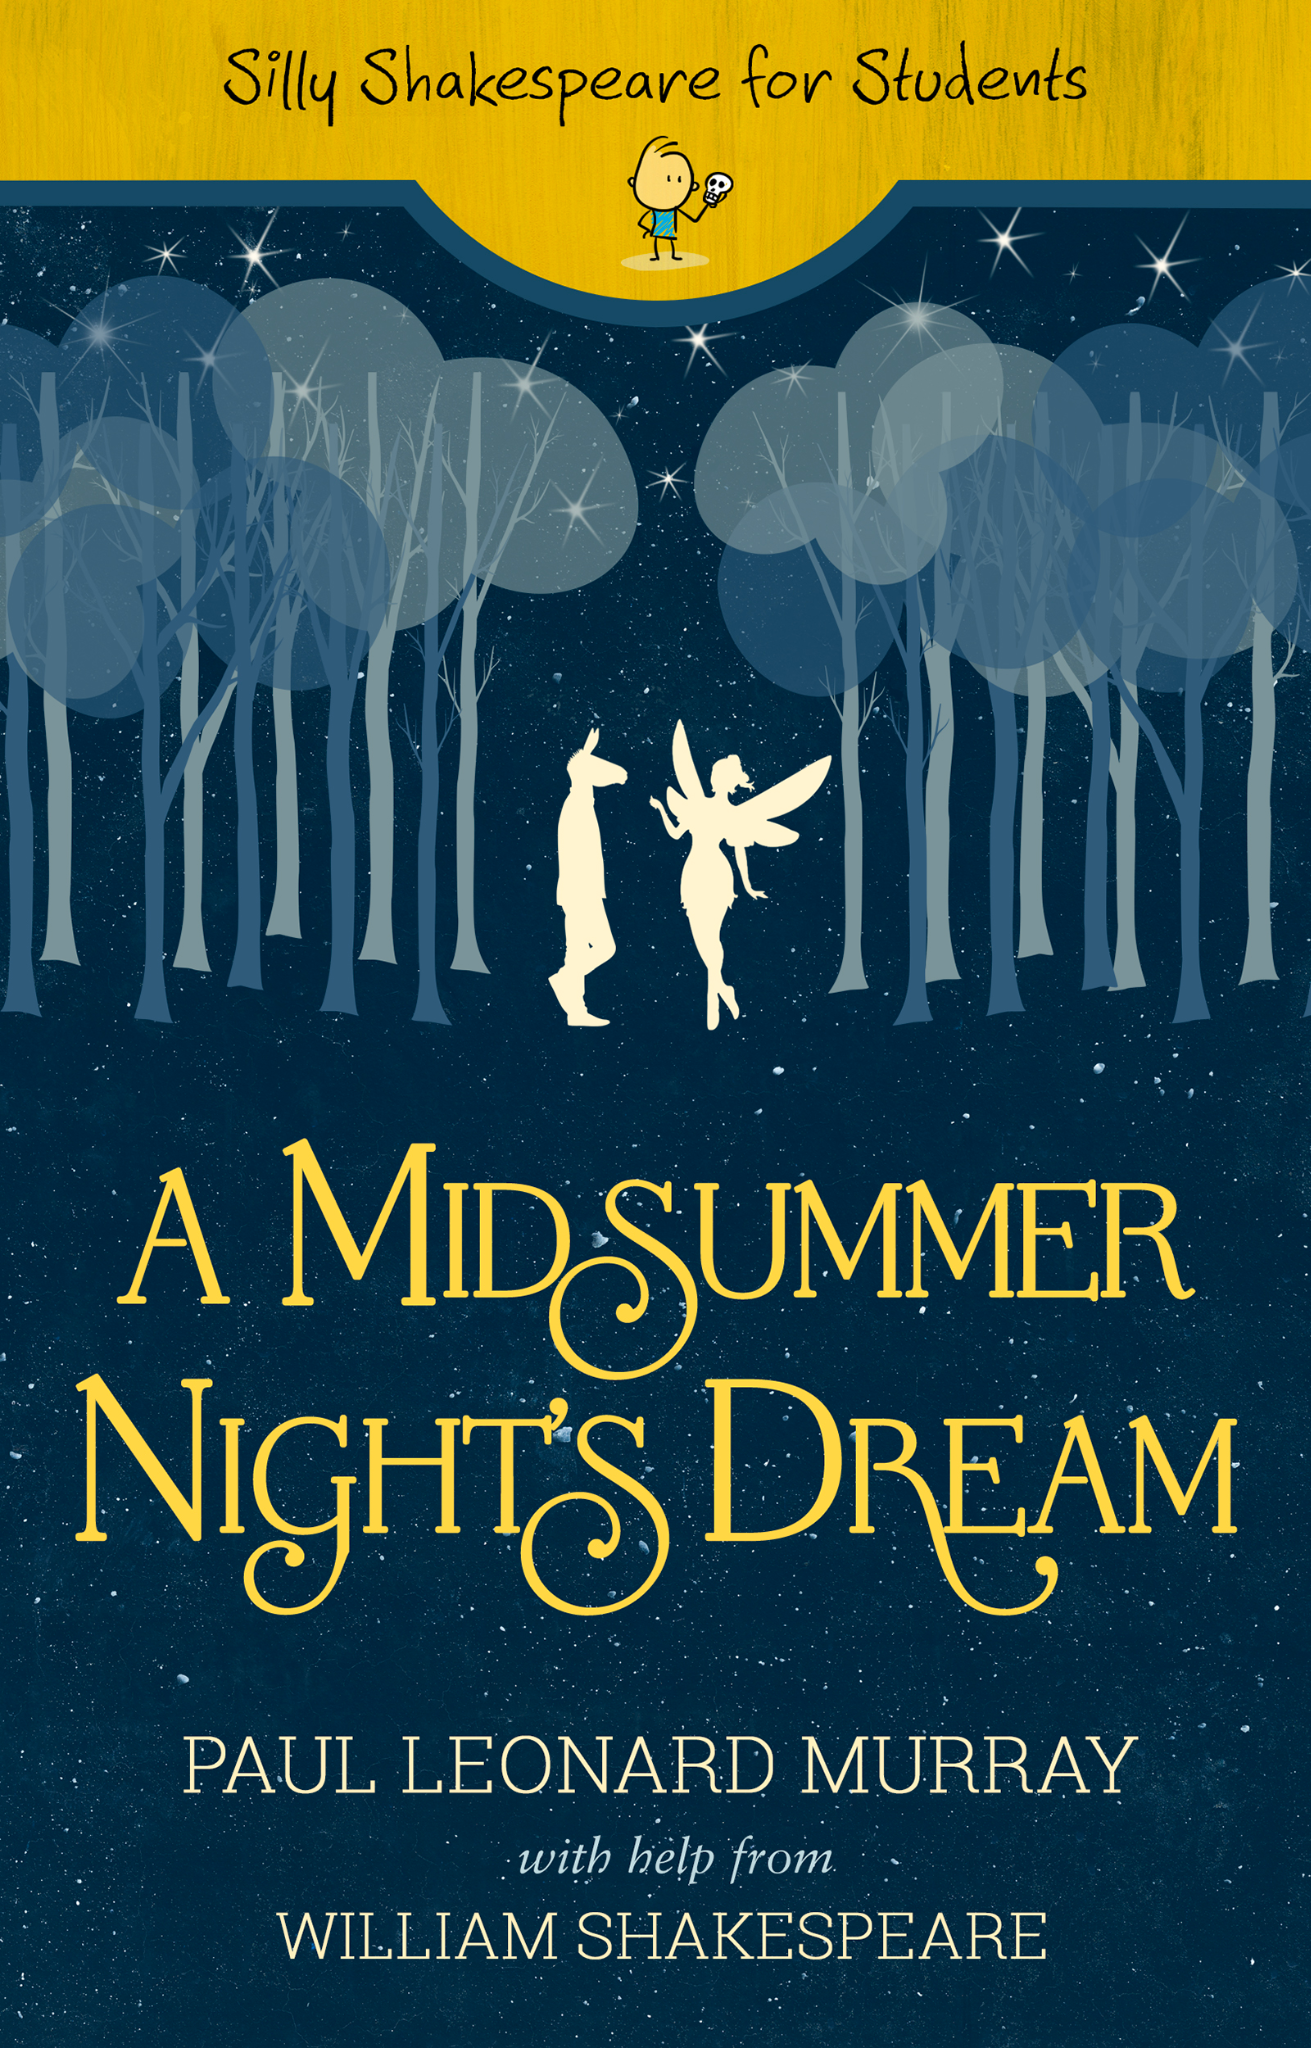 Silly Shakespeare for Students
A MIDSUMMER
NIGHT'S DREAM
PAUL LEONARD MURRAY
with help from
WILLIAM SHAKESPEARE